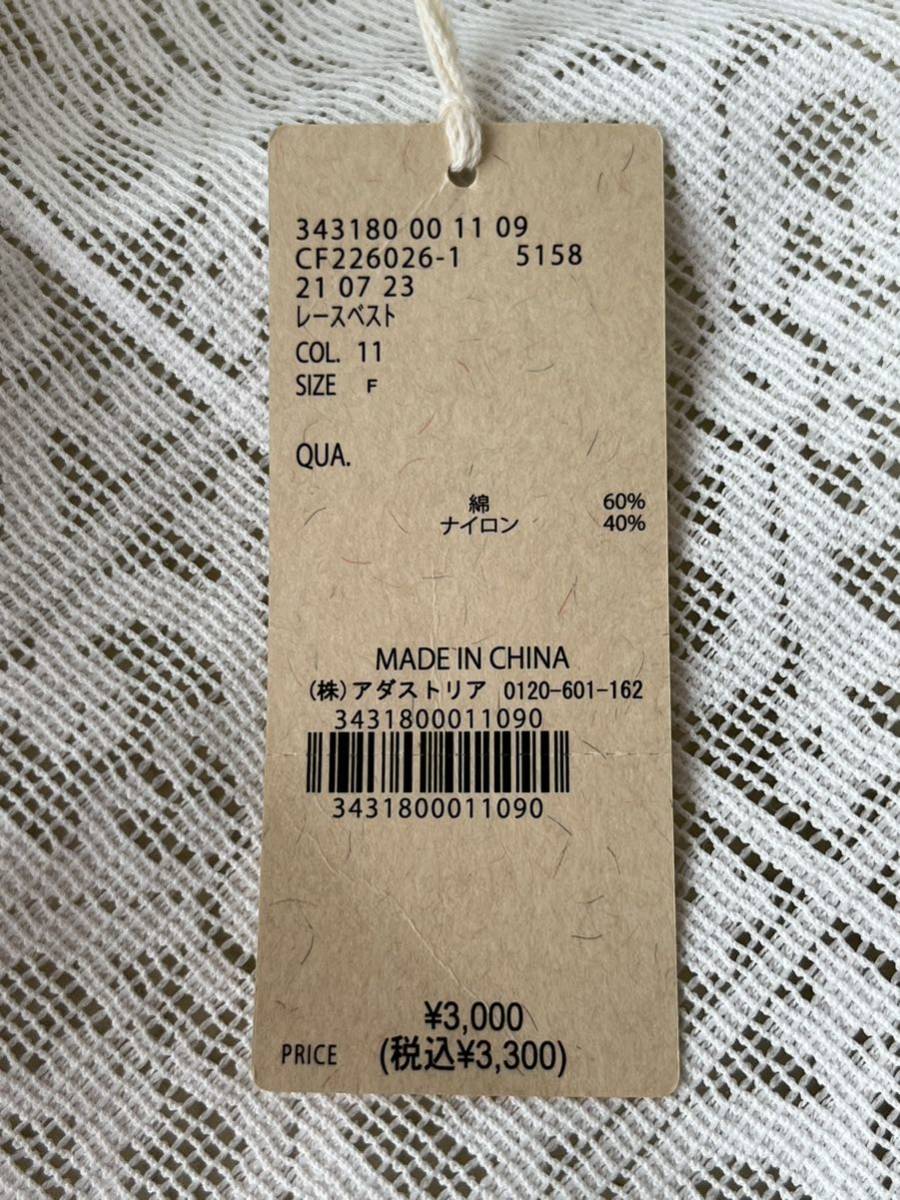 343180 00 11 09
CF226026-1 5158
21 07 23
レースベスト
COL. 11
SIZE F
QUA.
綿 60%
ナイロン 40%
MADE IN CHINA
(株)アダストリア 0120-601-162
3431800011090
3431800011090
¥3,000
PRICE (税込¥3,300)